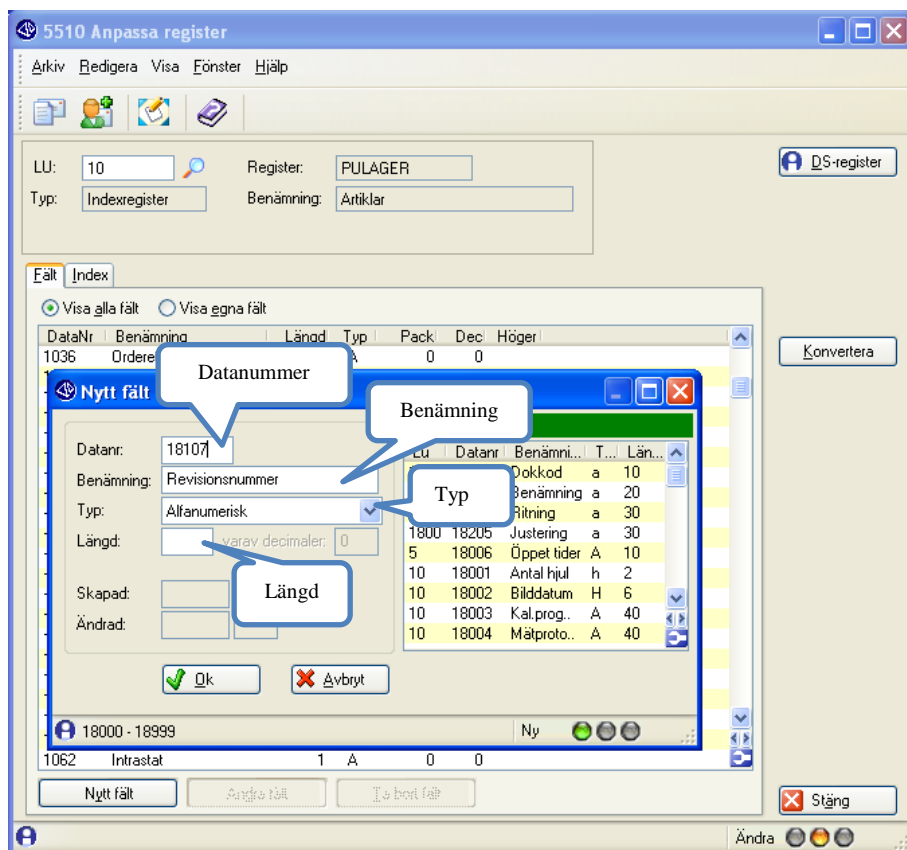 5510 Anpassa register
Arkiv Redigera Visa Fönster Hjälp
LU: 10 Register: PULAGER
DS-register
Typ: Indexregister Benämning: Artiklar
Fält Index
Visa alla fält Visa egna fält
DataNr Benämning Längd Typ Pack Dec Höger
1036 Ordere A 0 0
Konvertera
Datanummer
Nytt fält
Benämning
Datanr: 18107
Benämning: Revisionsnummer
Typ: Alfanumerisk
Längd: varav decimaler: 0
Typ
Längd
Skapad:
Ändrad:
Lu Datanr Benämni... T... Län...
Dokkod a 10
Benämning a 20
Ritning a 30
1800 18205 Justering a 30
5 18006 Öppet tider A 10
10 18001 Antal hjul h 2
10 18002 Bilddatum H 6
10 18003 Kal.prog.. A 40
10 18004 Mätproto.. A 40
Ok Avbryt
18000 - 18999 Ny
1062 Intrastat 1 A 0 0
Nytt fält Ändra fält Ta bort fält
Stäng
Ändra